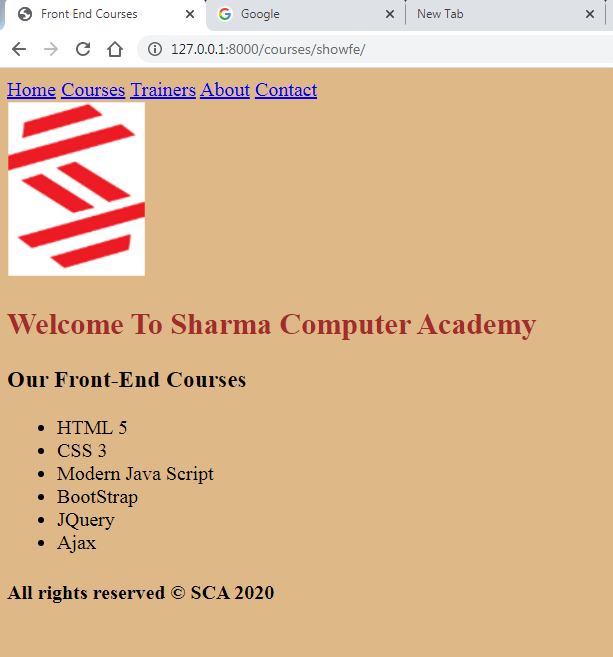 Front End Courses
Google
New Tab
127.0.0.1:8000/courses/showfe/
Home Courses Trainers About Contact
Welcome To Sharma Computer Academy
Our Front-End Courses
HTML 5
CSS 3
Modern Java Script
BootStrap
JQuery
Ajax
All rights reserved © SCA 2020